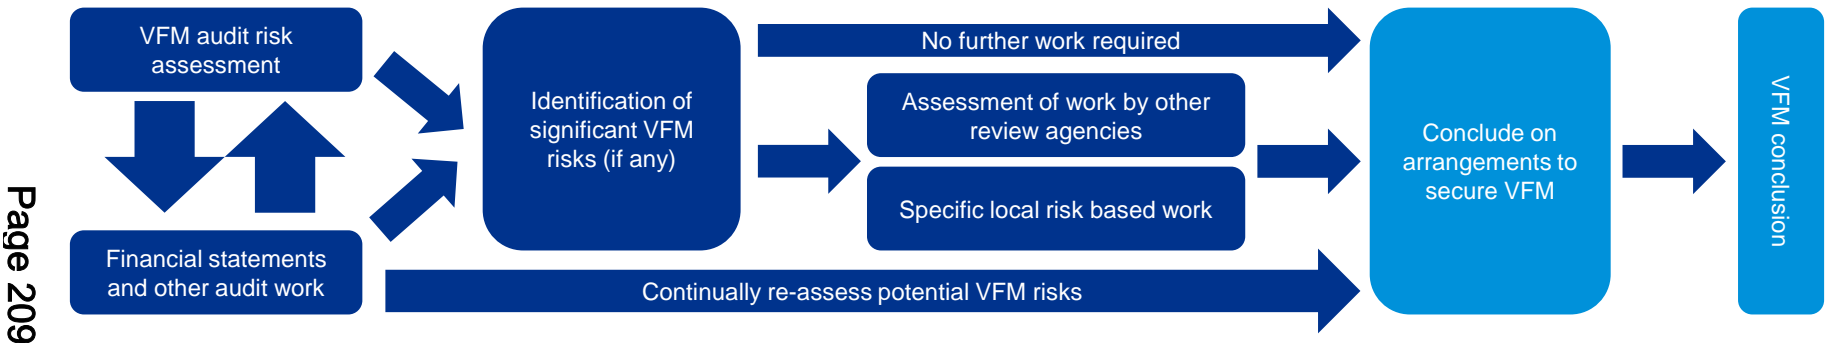 VFM audit risk
assessment
Financial statements
and other audit work
Identification of
significant VFM
risks (if any)
No further work required
Assessment of work by other
review agencies
Specific local risk based work
Continually re-assess potential VFM risks
Conclude on
arrangements to
secure VFM
VFM conclusion
Page 209